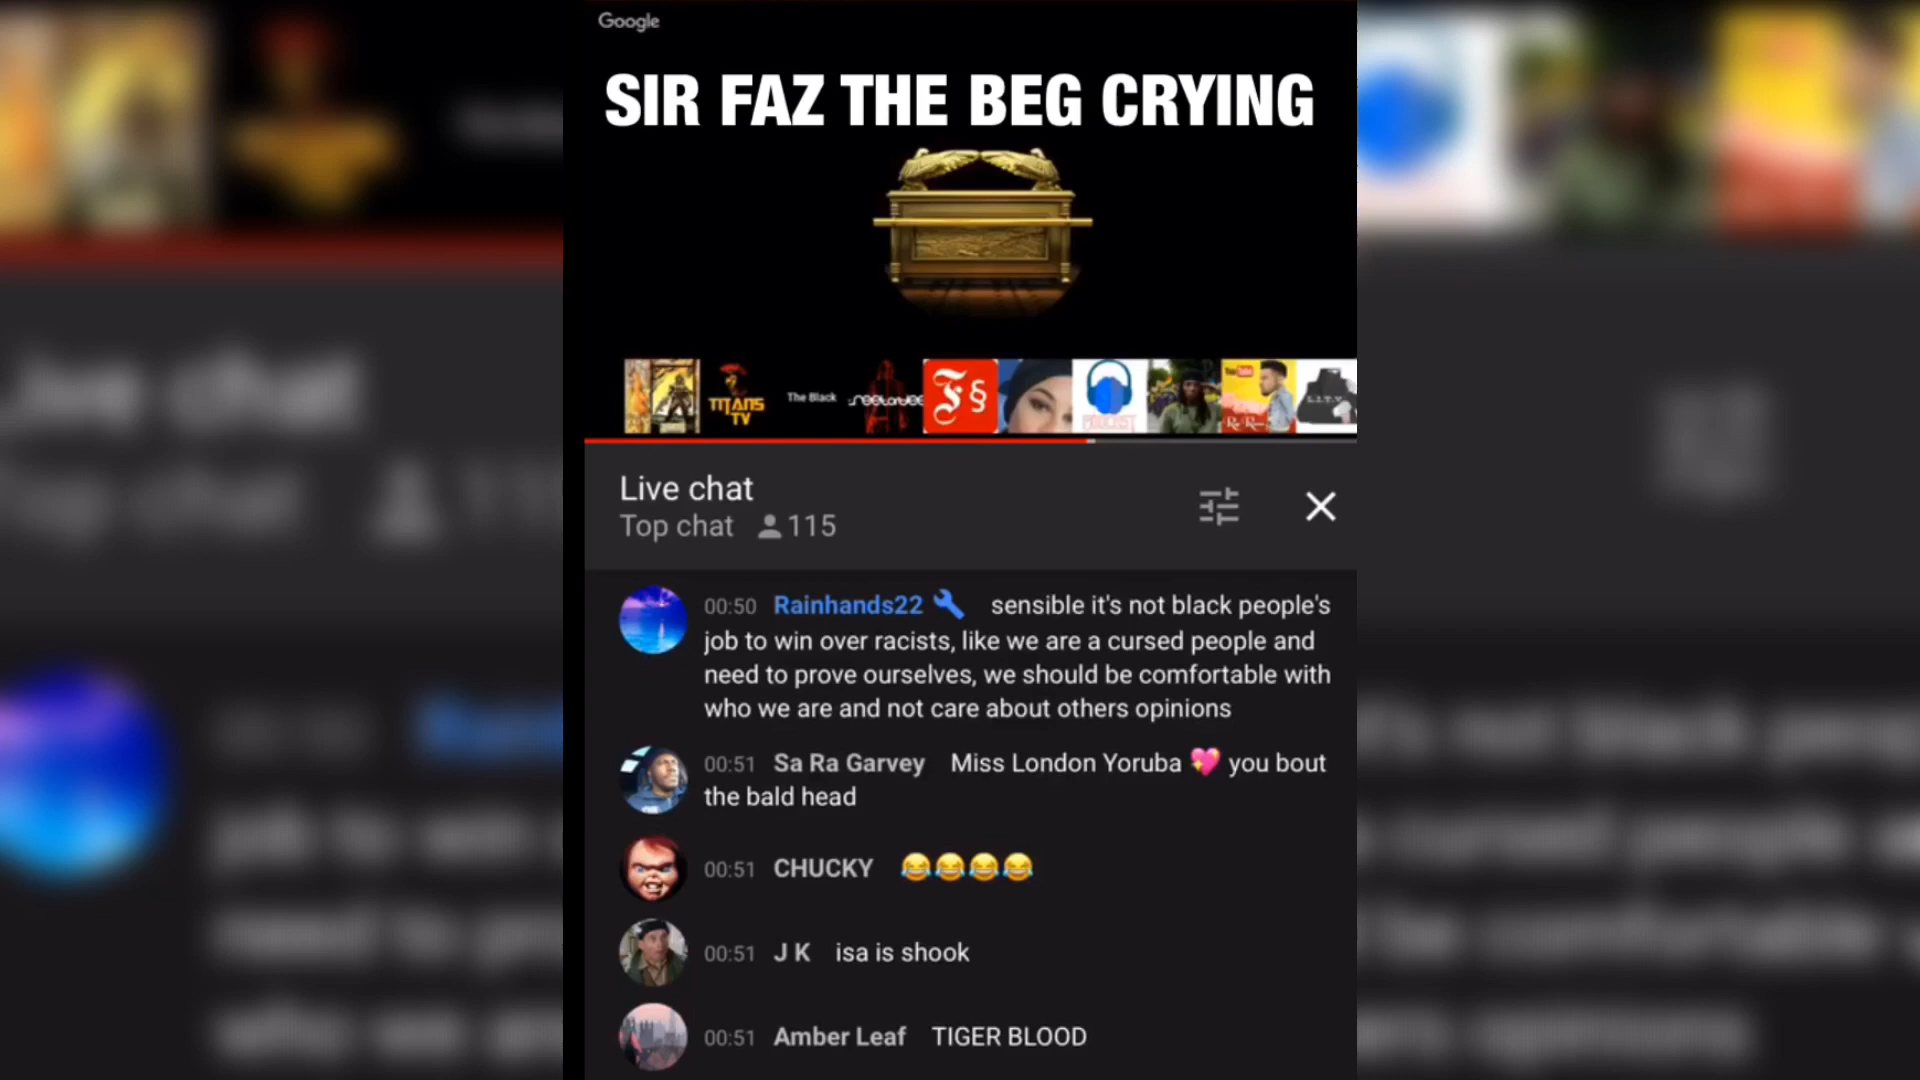 Google
SIR FAZ THE BEG CRYING
TITANS
TV
The Black
F§
PODCAST
YouTube
L.I.T.Y
Live chat
Top chat 115
00:50 Rainhands22 sensible it's not black people's
job to win over racists, like we are a cursed people and
need to prove ourselves, we should be comfortable with
who we are and not care about others opinions
00:51 Sa Ra Garvey Miss London Yoruba 💖 you bout
the bald head
00:51 CHUCKY 😂😂😂😂
00:51 J K isa is shook
00:51 Amber Leaf TIGER BLOOD